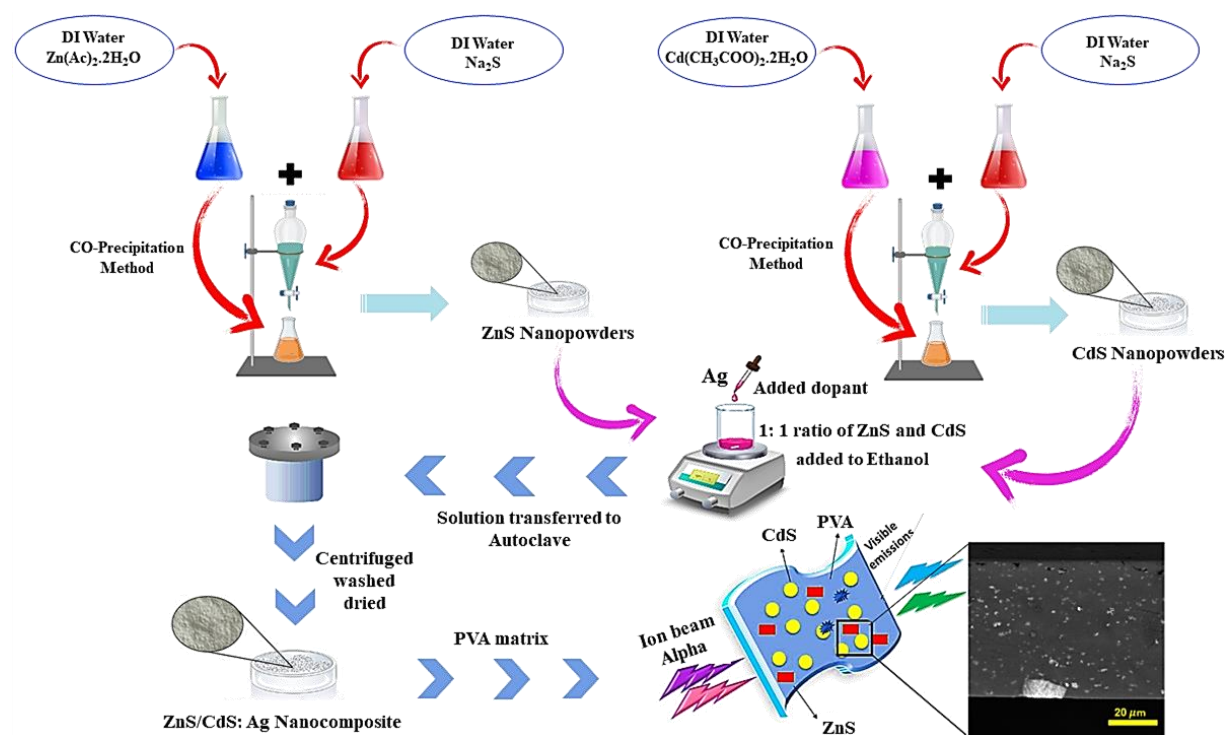 DI Water
Zn(Ac)₂.2H₂O
DI Water
Na₂S
DI Water
Cd(CH₃COO)₂.2H₂O
DI Water
Na₂S
CO-Precipitation
Method
ZnS Nanopowders
CO-Precipitation
Method
CdS Nanopowders
Ag
Added dopant
1: 1 ratio of ZnS and CdS
added to Ethanol
Solution transferred to
Autoclave
Centrifuged
washed
dried
ZnS/CdS: Ag Nanocomposite
PVA matrix
CdS
PVA
Visible
emissions
Ion beam
Alpha
ZnS
20 μm